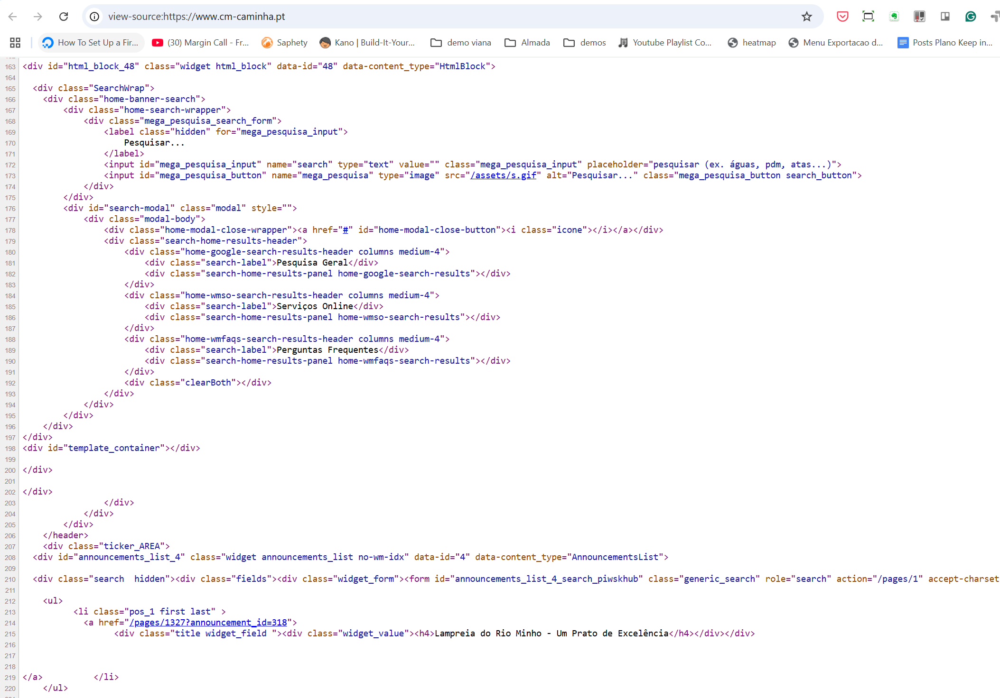 view-source:https://www.cm-caminha.pt
How To Set Up a Fir... (30) Margin Call - Fr... Saphety Kano | Build-It-Your... demo viana Almada demos Youtube Playlist Co... heatmap Menu Exportacao d... Posts Plano Keep in...
163 <div id="html_block_48" class="widget html_block" data-id="48" data-content_type="HtmlBlock">
164
165 <div class="SearchWrap">
166 <div class="home-banner-search">
167 <div class="home-search-wrapper">
168 <div class="mega_pesquisa_search_form">
169 <label class="hidden" for="mega_pesquisa_input">
170 Pesquisar...
171 </label>
172 <input id="mega_pesquisa_input" name="search" type="text" value="" class="mega_pesquisa_input" placeholder="pesquisar (ex. águas, pdm, atas...)">
173 <input id="mega_pesquisa_button" name="mega_pesquisa" type="image" src="/assets/s.gif" alt="Pesquisar..." class="mega_pesquisa_button search_button">
174 </div>
175 </div>
176 <div id="search-modal" class="modal" style="">
177 <div class="modal-body">
178 <div class="home-modal-close-wrapper"><a href="#" id="home-modal-close-button"><i class="icone"></i></a></div>
179 <div class="search-home-results-header">
180 <div class="home-google-search-results-header columns medium-4">
181 <div class="search-label">Pesquisa Geral</div>
182 <div class="search-home-results-panel home-google-search-results"></div>
183 </div>
184 <div class="home-wmso-search-results-header columns medium-4">
185 <div class="search-label">Serviços Online</div>
186 <div class="search-home-results-panel home-wmso-search-results"></div>
187 </div>
188 <div class="home-wmfaqs-search-results-header columns medium-4">
189 <div class="search-label">Perguntas Frequentes</div>
190 <div class="search-home-results-panel home-wmfaqs-search-results"></div>
191 </div>
192 <div class="clearBoth"></div>
193 </div>
194 </div>
195 </div>
196 </div>
197 </div>
198 <div id="template_container"></div>
199
200 </div>
201
202 </div>
203 </div>
204 </div>
205 </div>
206 </header>
207 <div class="ticker_AREA">
208 <div id="announcements_list_4" class="widget announcements_list no-wm-idx" data-id="4" data-content_type="AnnouncementsList">
209
210 <div class="search  hidden"><div class="fields"><div class="widget_form"><form id="announcements_list_4_search_piwskhub" class="generic_search" role="search" action="/pages/1" accept-charset
211
212 <ul>
213 <li class="pos_1 first last" >
214 <a href="/pages/1327?announcement_id=318">
215 <div class="title widget_field "><div class="widget_value"><h4>Lampreia do Rio Minho - Um Prato de Excelência</h4></div></div>
216
217
218
219 </a> </li>
220 </ul>